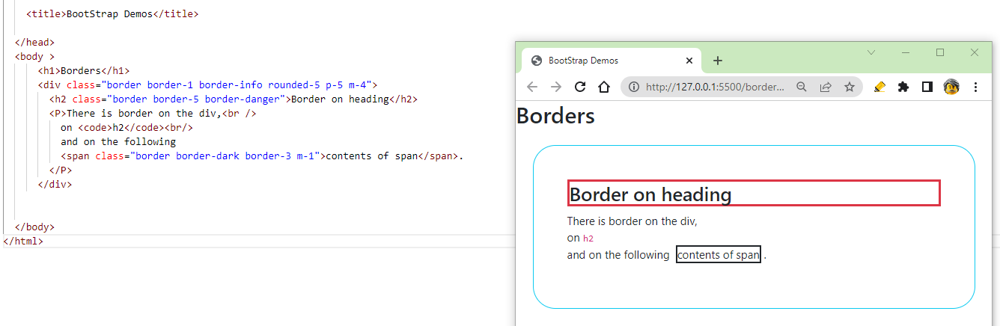 <title>BootStrap Demos</title>
</head>
<body >
<h1>Borders</h1>
<div class="border border-1 border-info rounded-5 p-5 m-4">
<h2 class="border border-5 border-danger">Border on heading</h2>
<P>There is border on the div,<br />
on <code>h2</code><br/>
and on the following
<span class="border border-dark border-3 m-1">contents of span</span>.
</P>
</div>
</body>
</html>
BootStrap Demos
http://127.0.0.1:5500/border...
Borders
Border on heading
There is border on the div,
on h2
and on the following contents of span .